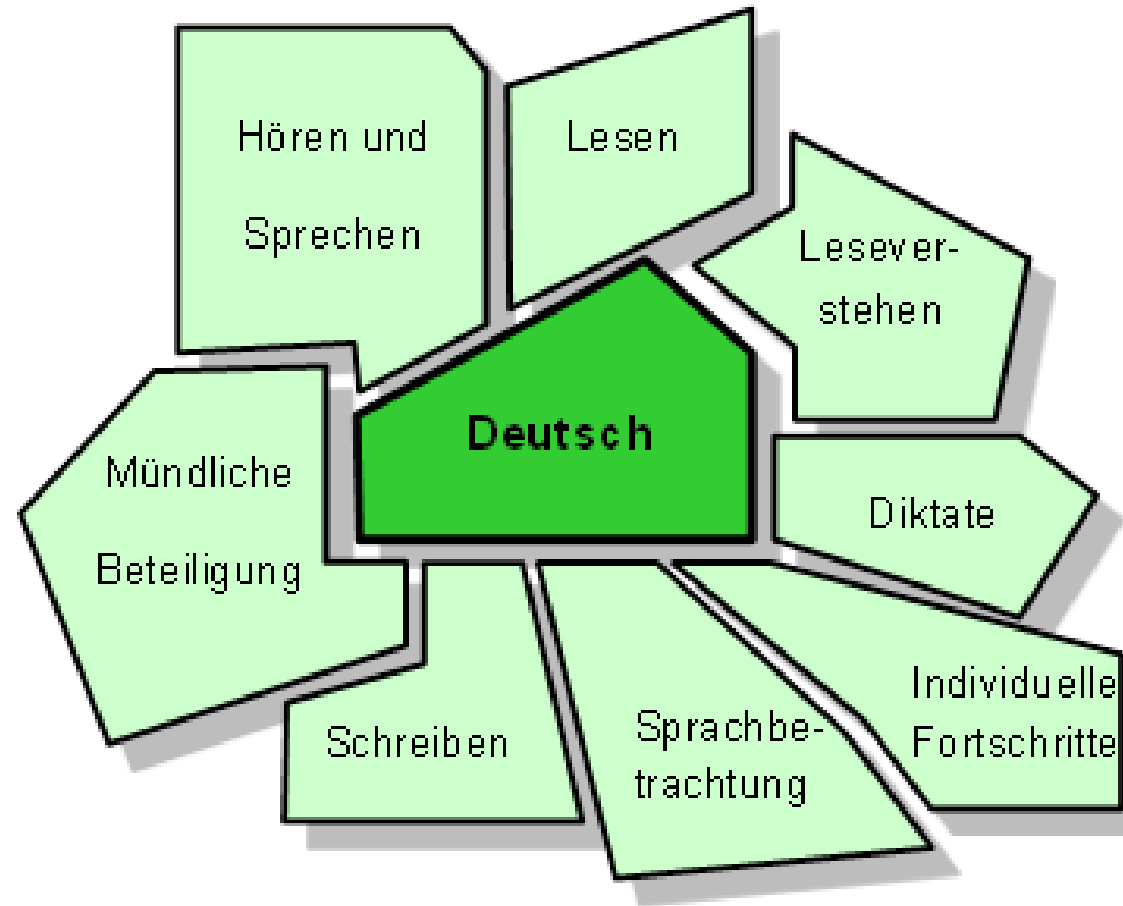 Hören und
Sprechen
Lesen
Lesever-
stehen
Deutsch
Mündliche
Beteiligung
Diktate
Schreiben
Sprachbe-
trachtung
Individuelle
Fortschritte